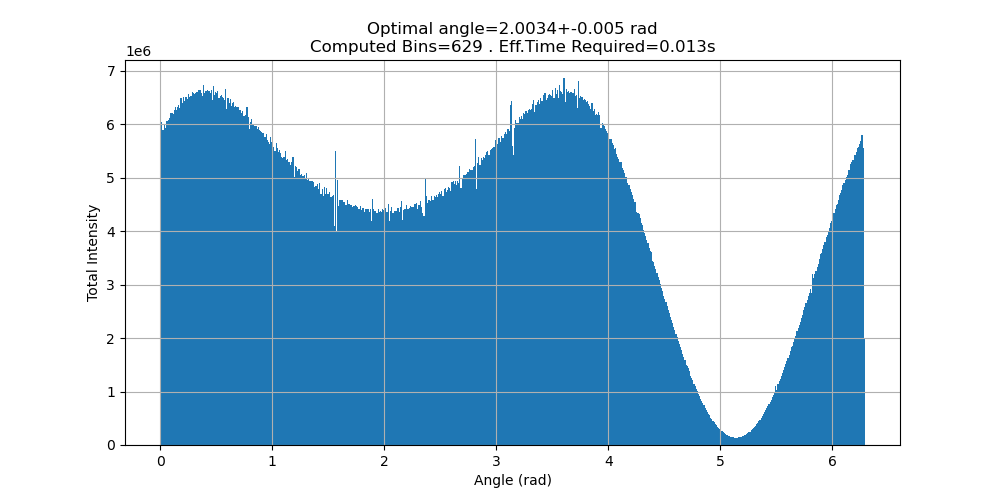 Optimal angle=2.0034+-0.005 rad
Computed Bins=629 . Eff.Time Required=0.013s
1e6
7
6
5
4
3
2
1
0
Total Intensity
0 1 2 3 4 5 6
Angle (rad)